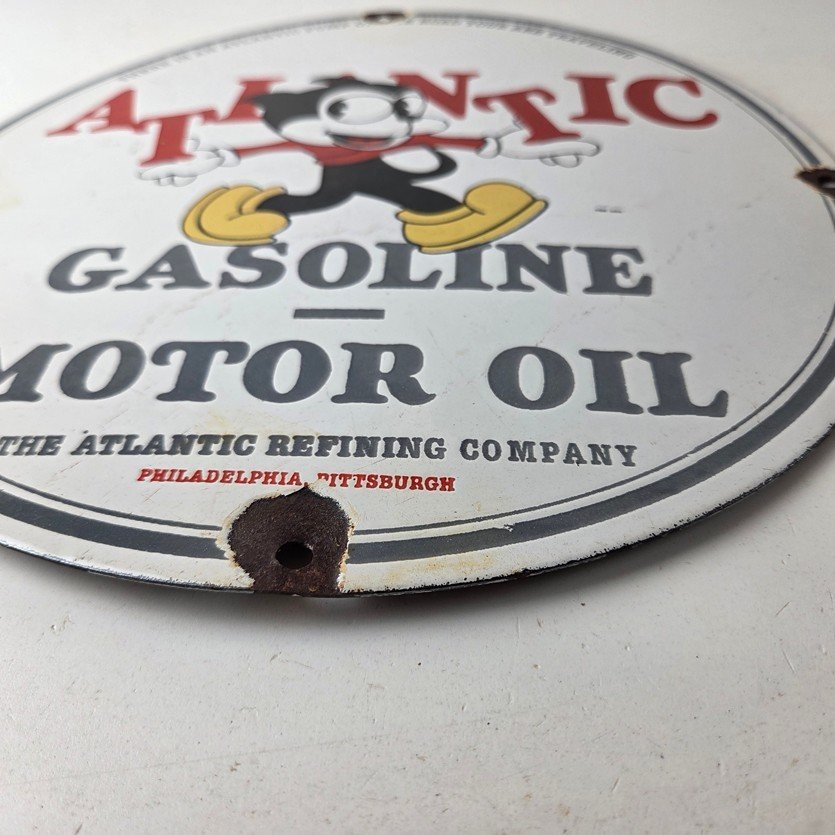 ATLANTIC
GASOLINE
MOTOR OIL
THE ATLANTIC REFINING COMPANY
PHILADELPHIA, PITTSBURGH